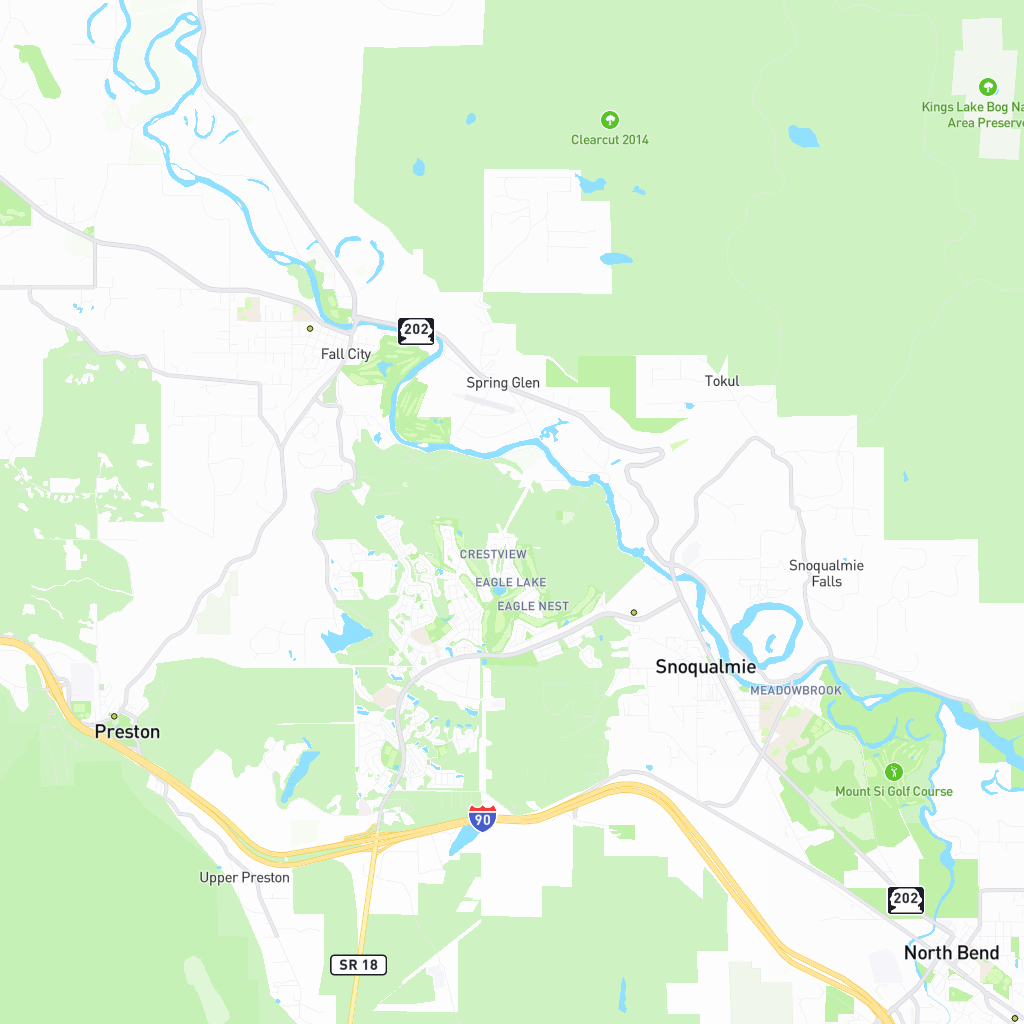 Kings Lake Bog Na
Area Preserve
Clearcut 2014
202
Fall City
Spring Glen
Tokul
CRESTVIEW
EAGLE LAKE
EAGLE NEST
Snoqualmie
Falls
Snoqualmie
MEADOWBROOK
Preston
Mount Si Golf Course
90
Upper Preston
202
North Bend
SR 18